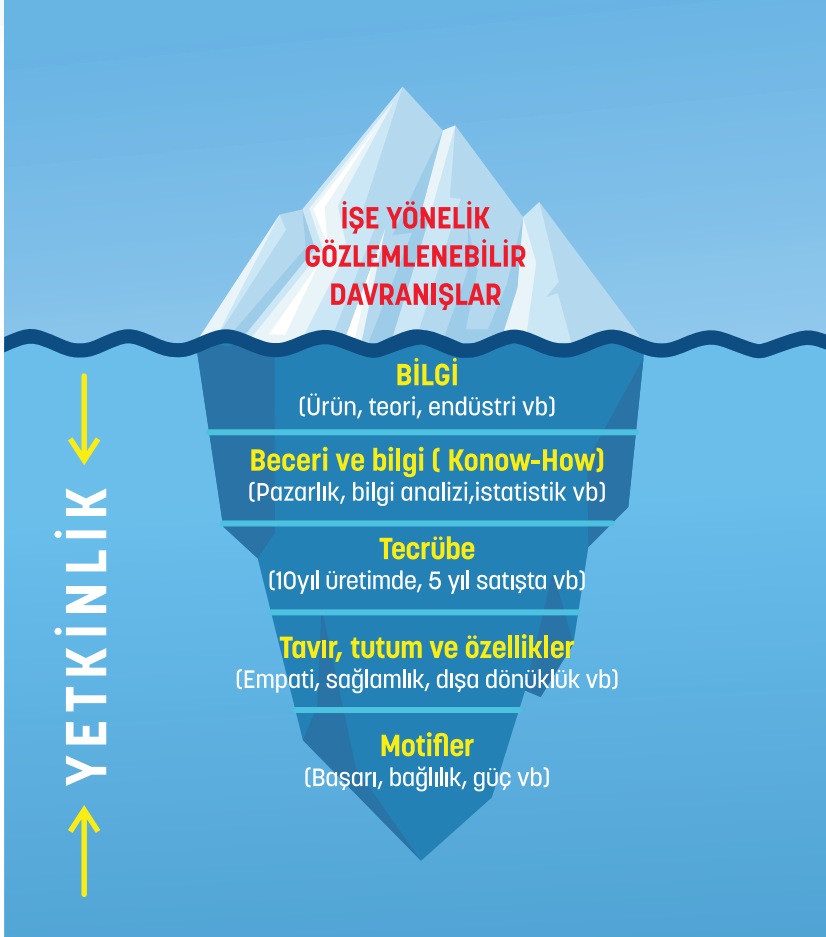 İŞE YÖNELİK
GÖZLEMLENEBİLİR
DAVRANIŞLAR
BİLGİ
(Ürün, teori, endüstri vb)
Beceri ve bilgi ( Konow-How)
(Pazarlık, bilgi analizi,istatistik vb)
Tecrübe
(10yıl üretimde, 5 yıl satışta vb)
Tavır, tutum ve özellikler
(Empati, sağlamlık, dışa dönüklük vb)
Motifler
(Başarı, bağlılık, güç vb)
YETKİNLİK